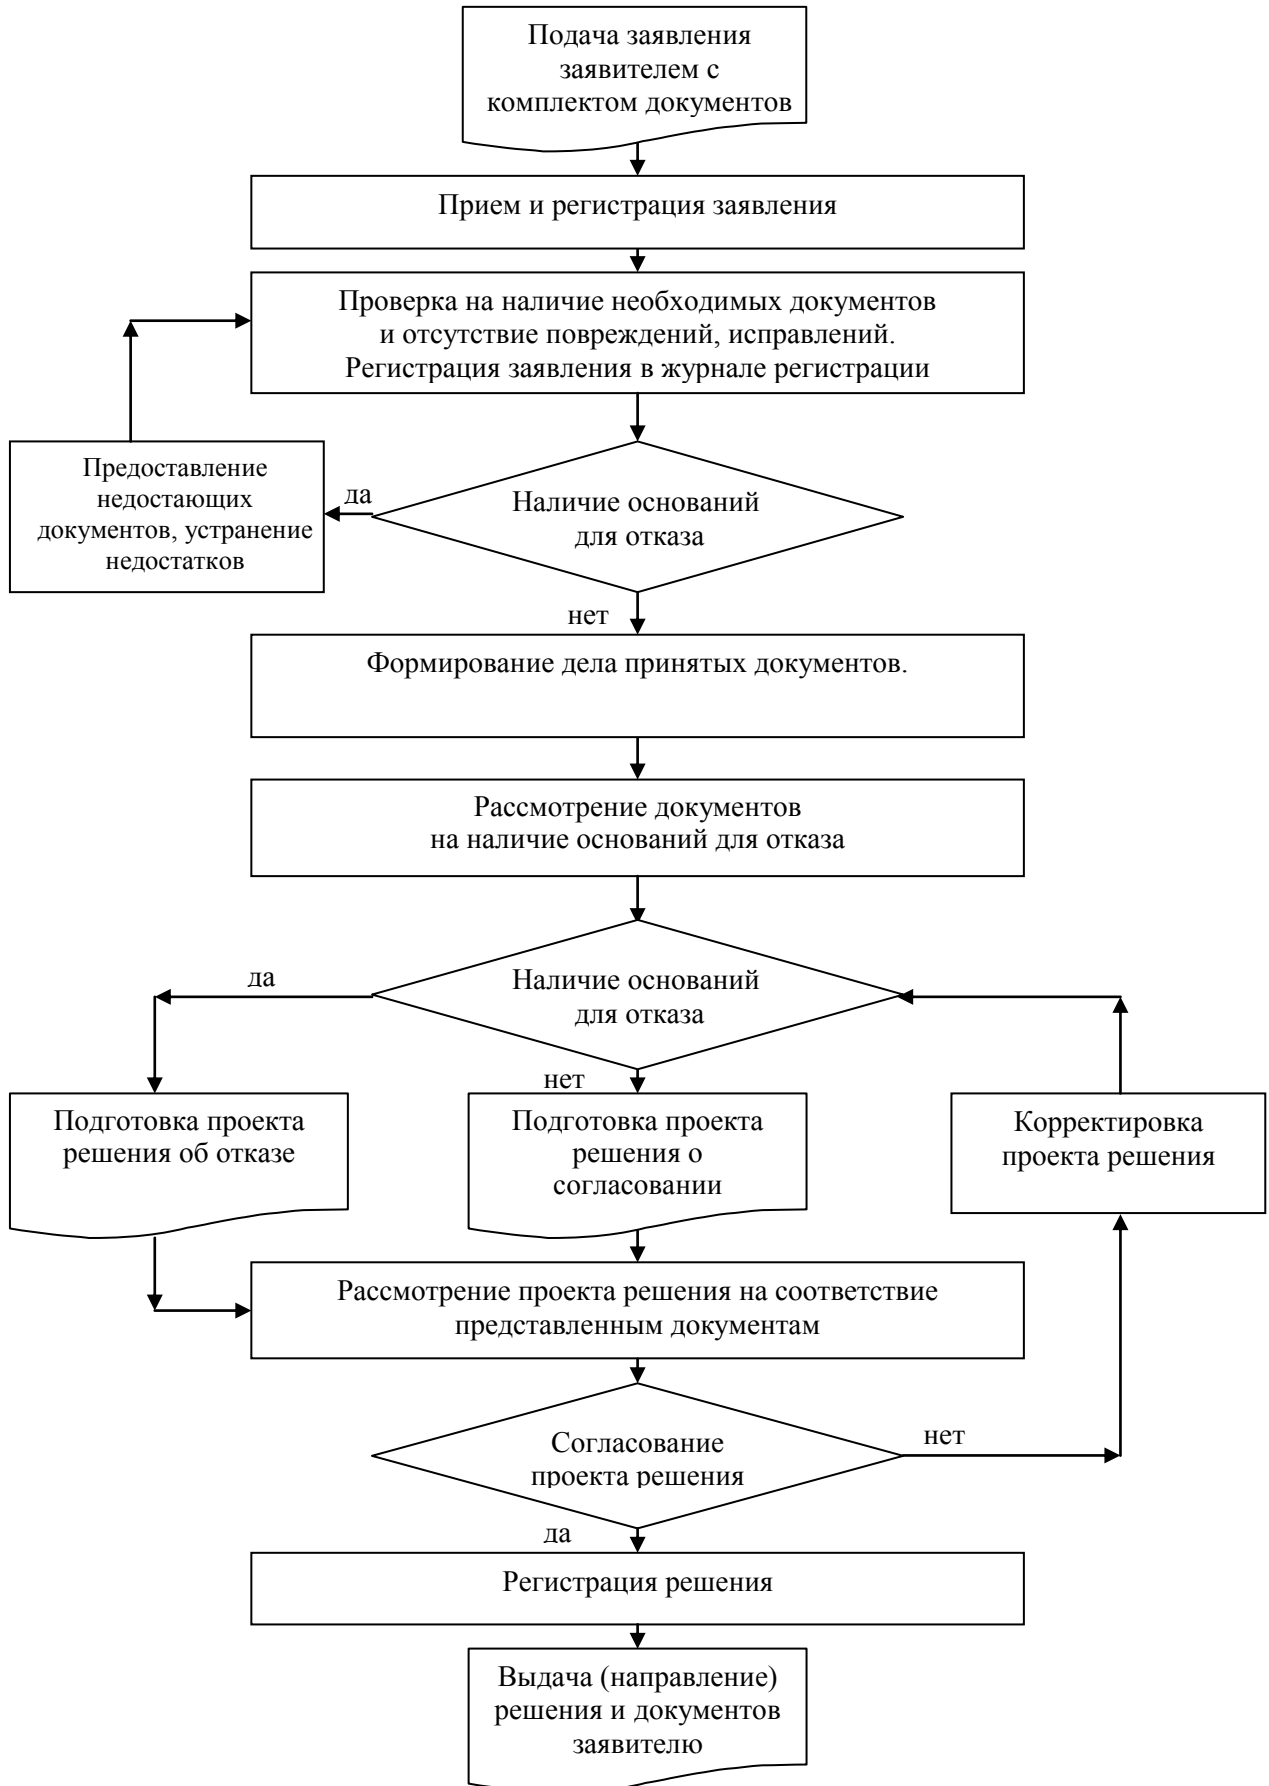 Подача заявления
заявителем с
комплектом документов
Прием и регистрация заявления
Проверка на наличие необходимых документов
и отсутствие повреждений, исправлений.
Регистрация заявления в журнале регистрации
Предоставление
недостающих
документов, устранение
недостатков
да
Наличие оснований
для отказа
нет
Формирование дела принятых документов.
Рассмотрение документов
на наличие оснований для отказа
да
Наличие оснований
для отказа
нет
Подготовка проекта
решения об отказе
Подготовка проекта
решения о
согласовании
Корректировка
проекта решения
Рассмотрение проекта решения на соответствие
представленным документам
Согласование
проекта решения
нет
да
Регистрация решения
Выдача (направление)
решения и документов
заявителю